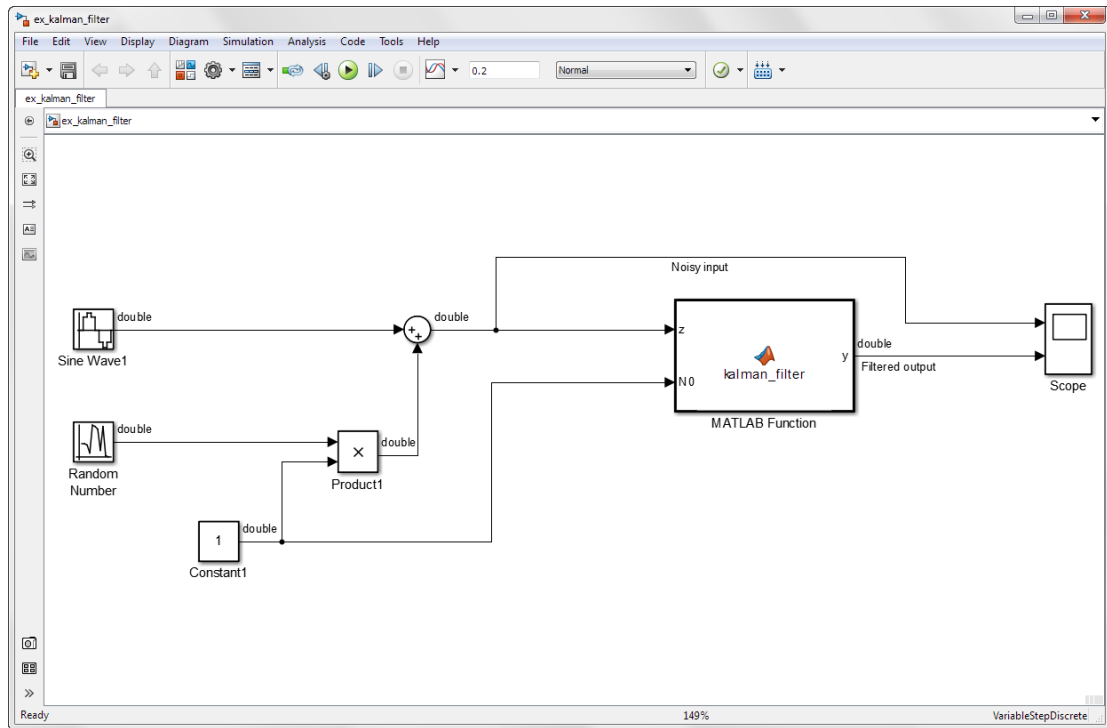 ex_kalman_filter
File Edit View Display Diagram Simulation Analysis Code Tools Help
0.2 Normal
ex_kalman_filter
ex_kalman_filter
Noisy input
double
double
z
double
Sine Wave1
y
Filtered output
kalman_filter
N0
Scope
MATLAB Function
double
double
Random
Number
Product1
double
1
Constant1
Ready 149% VariableStepDiscrete